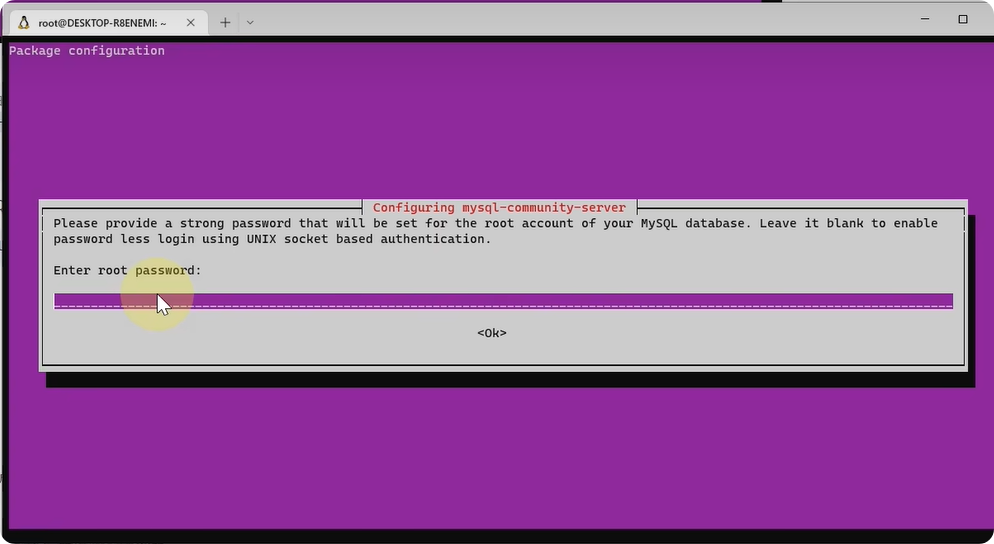 root@DESKTOP-R8ENEMI: ~
Package configuration
Configuring mysql-community-server
Please provide a strong password that will be set for the root account of your MySQL database. Leave it blank to enable
password less login using UNIX socket based authentication.
Enter root password:
<Ok>